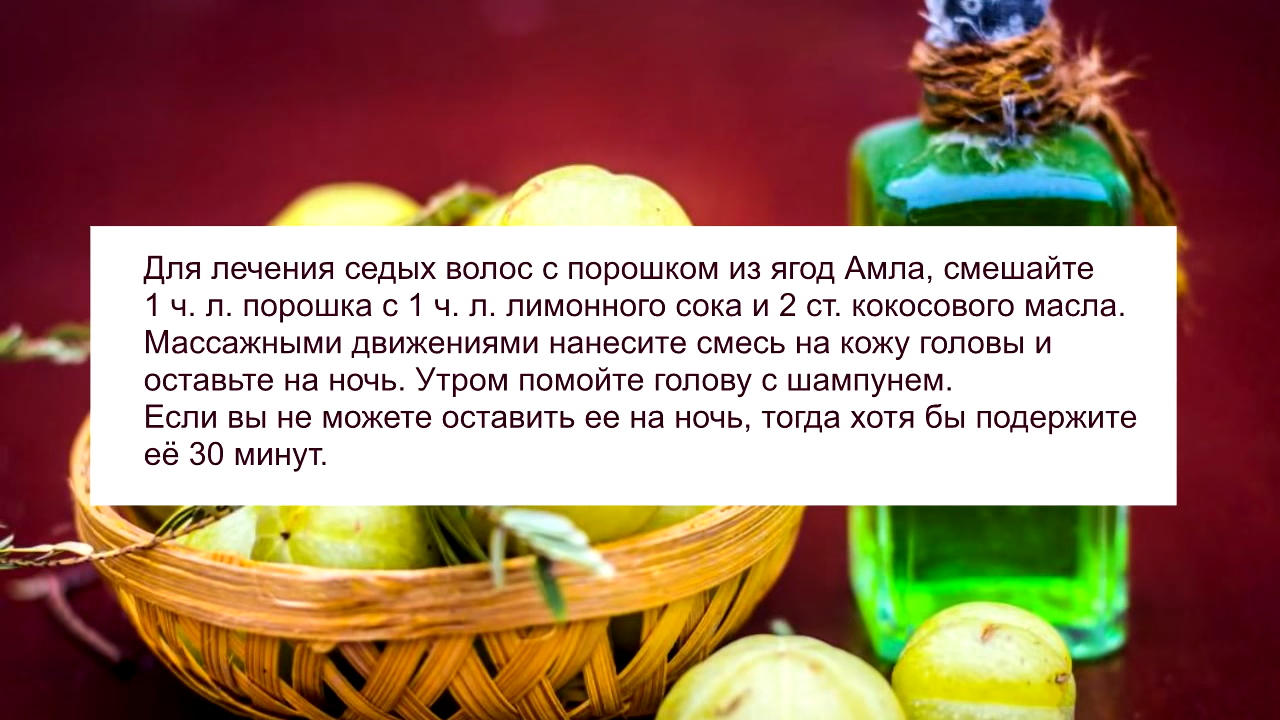 Для лечения седых волос с порошком из ягод Амла, смешайте
1 ч. л. порошка с 1 ч. л. лимонного сока и 2 ст. кокосового масла.
Массажными движениями нанесите смесь на кожу головы и
оставьте на ночь. Утром помойте голову с шампунем.
Если вы не можете оставить ее на ночь, тогда хотя бы подержите
её 30 минут.